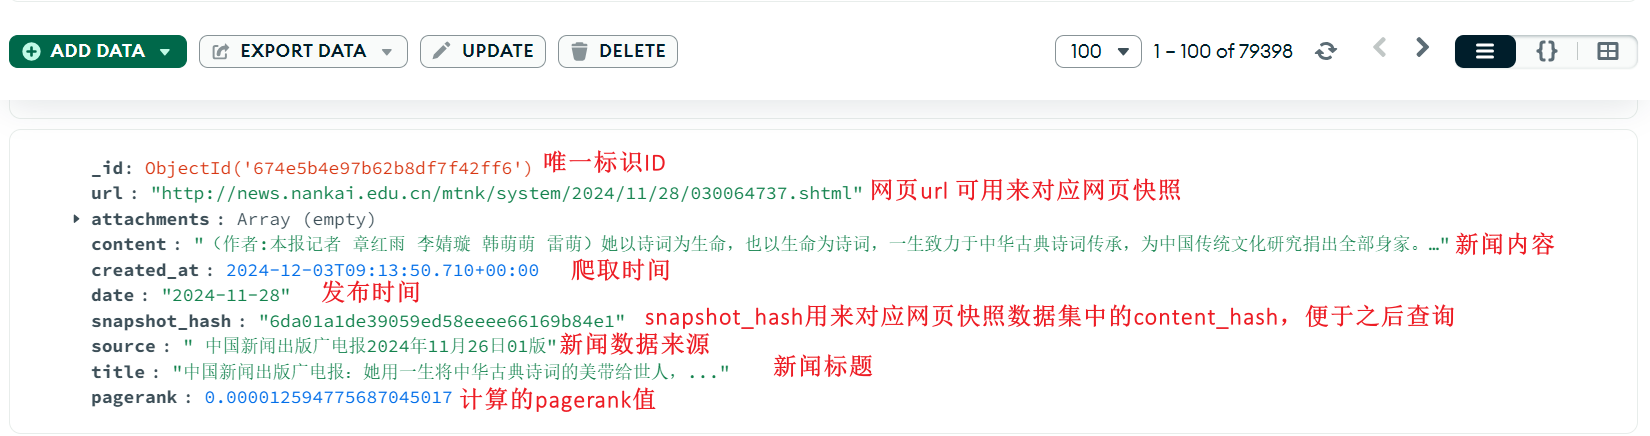 ADD DATA EXPORT DATA UPDATE DELETE 100 1 – 100 of 79398 {}
_id: ObjectId('674e5b4e97b62b8df7f42ff6') 唯一标识ID
url : "http://news.nankai.edu.cn/mtnk/system/2024/11/28/030064737.shtml" 网页url 可用来对应网页快照
attachments : Array (empty)
content : "（作者:本报记者 章红雨 李婧璇 韩萌萌 雷萌）她以诗词为生命，也以生命为诗词，一生致力于中华古典诗词传承，为中国传统文化研究捐出全部身家。…" 新闻内容
created_at : 2024-12-03T09:13:50.710+00:00 爬取时间
date : "2024-11-28" 发布时间
snapshot_hash : "6da01a1de39059ed58eeee66169b84e1" snapshot_hash用来对应网页快照数据集中的content_hash，便于之后查询
source : " 中国新闻出版广电报2024年11月26日01版" 新闻数据来源
title : "中国新闻出版广电报：她用一生将中华古典诗词的美带给世人，..." 新闻标题
pagerank : 0.000012594775687045017 计算的pagerank值